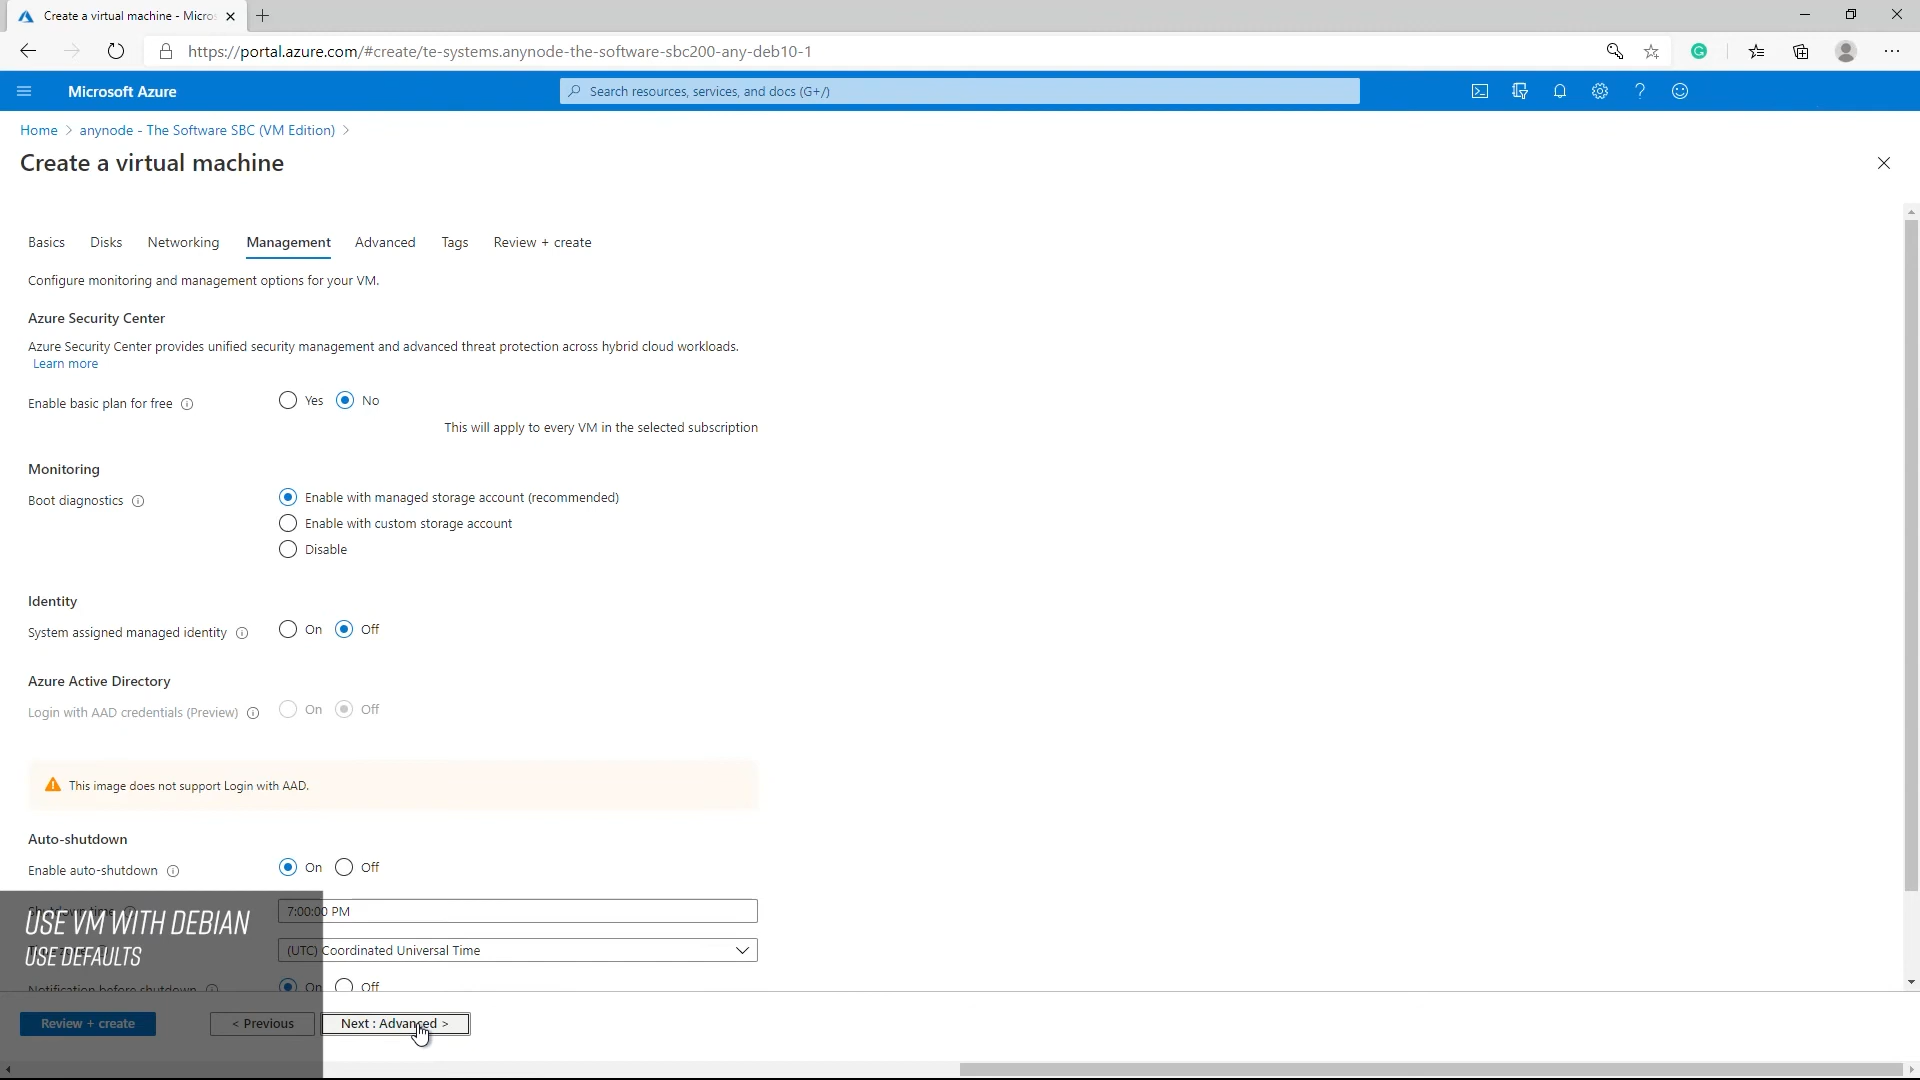 Create a virtual machine - Micros
https://portal.azure.com/#create/te-systems.anynode-the-software-sbc200-any-deb10-1
Microsoft Azure
Search resources, services, and docs (G+/)
Home > anynode - The Software SBC (VM Edition) >
Create a virtual machine
Basics Disks Networking Management Advanced Tags Review + create
Configure monitoring and management options for your VM.
Azure Security Center
Azure Security Center provides unified security management and advanced threat protection across hybrid cloud workloads.
Learn more
Enable basic plan for free Yes No
This will apply to every VM in the selected subscription
Monitoring
Boot diagnostics Enable with managed storage account (recommended)
Enable with custom storage account
Disable
Identity
System assigned managed identity On Off
Azure Active Directory
Login with AAD credentials (Preview) On Off
This image does not support Login with AAD.
Auto-shutdown
Enable auto-shutdown On Off
Shutdown time 7:00:00 PM
USE VM WITH DEBIAN
(UTC) Coordinated Universal Time
USE DEFAULTS
Notification before shutdown On Off
Review + create < Previous Next : Advanced >